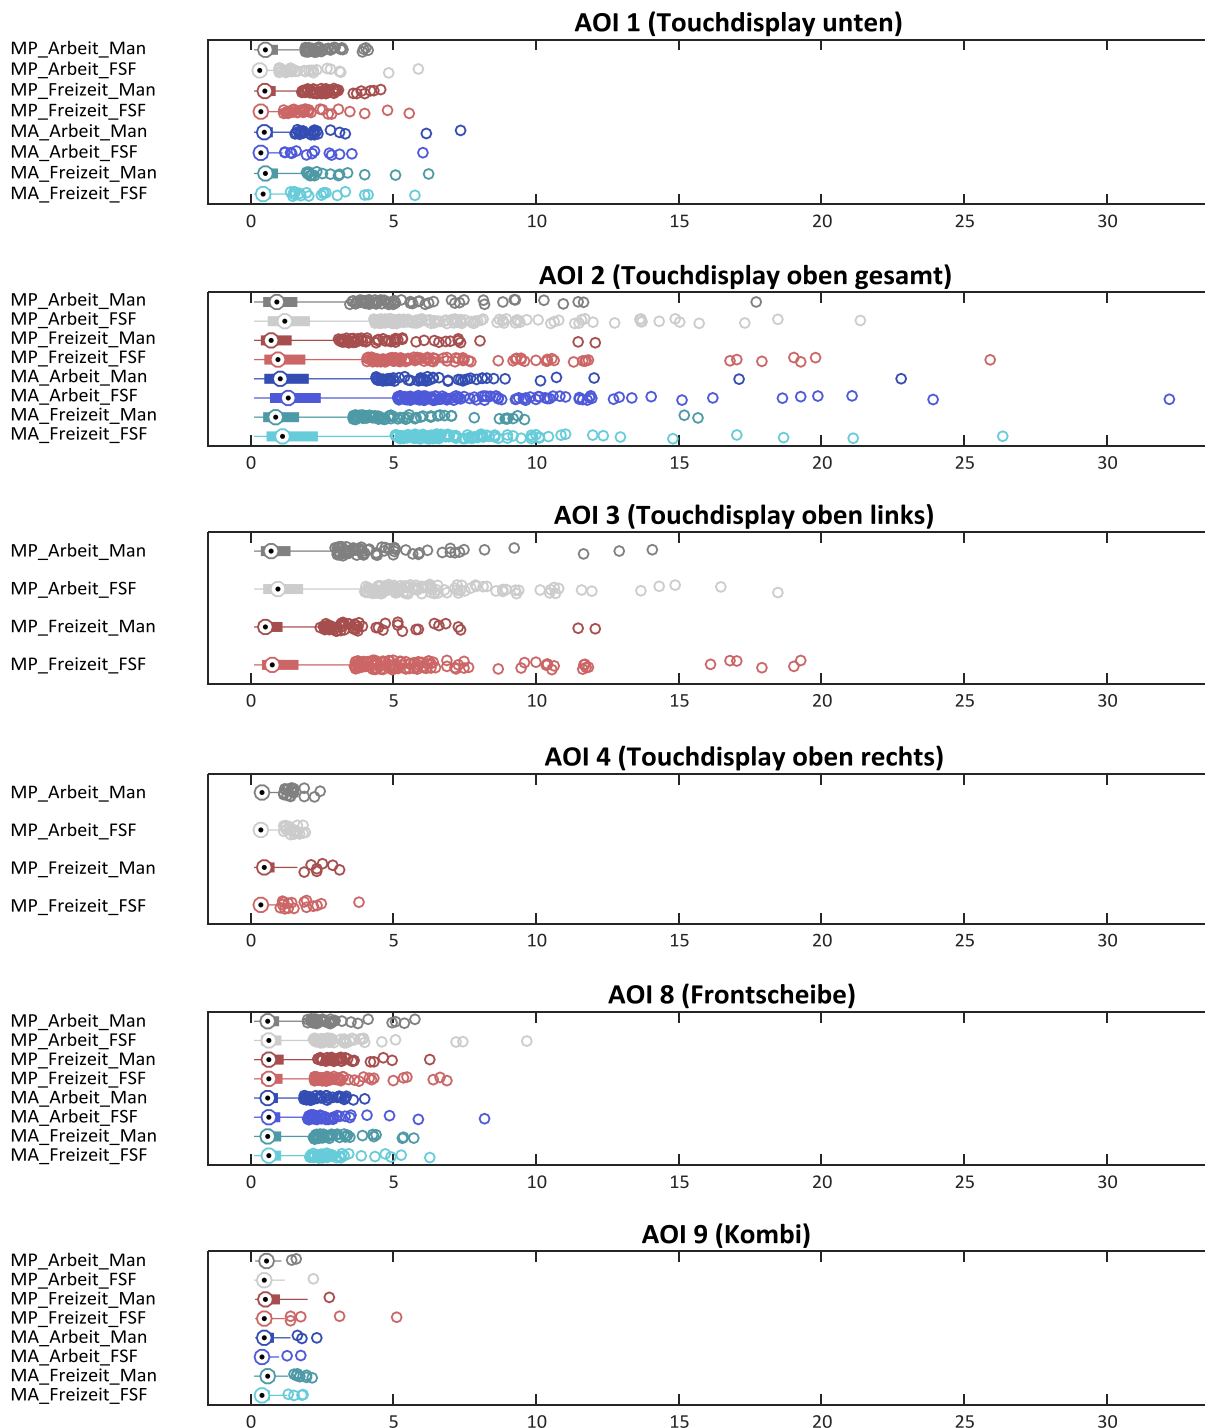 AOI 1 (Touchdisplay unten)
MP_Arbeit_Man
MP_Arbeit_FSF
MP_Freizeit_Man
MP_Freizeit_FSF
MA_Arbeit_Man
MA_Arbeit_FSF
MA_Freizeit_Man
MA_Freizeit_FSF
0 5 10 15 20 25 30
AOI 2 (Touchdisplay oben gesamt)
MP_Arbeit_Man
MP_Arbeit_FSF
MP_Freizeit_Man
MP_Freizeit_FSF
MA_Arbeit_Man
MA_Arbeit_FSF
MA_Freizeit_Man
MA_Freizeit_FSF
0 5 10 15 20 25 30
AOI 3 (Touchdisplay oben links)
MP_Arbeit_Man
MP_Arbeit_FSF
MP_Freizeit_Man
MP_Freizeit_FSF
0 5 10 15 20 25 30
AOI 4 (Touchdisplay oben rechts)
MP_Arbeit_Man
MP_Arbeit_FSF
MP_Freizeit_Man
MP_Freizeit_FSF
0 5 10 15 20 25 30
AOI 8 (Frontscheibe)
MP_Arbeit_Man
MP_Arbeit_FSF
MP_Freizeit_Man
MP_Freizeit_FSF
MA_Arbeit_Man
MA_Arbeit_FSF
MA_Freizeit_Man
MA_Freizeit_FSF
0 5 10 15 20 25 30
AOI 9 (Kombi)
MP_Arbeit_Man
MP_Arbeit_FSF
MP_Freizeit_Man
MP_Freizeit_FSF
MA_Arbeit_Man
MA_Arbeit_FSF
MA_Freizeit_Man
MA_Freizeit_FSF
0 5 10 15 20 25 30